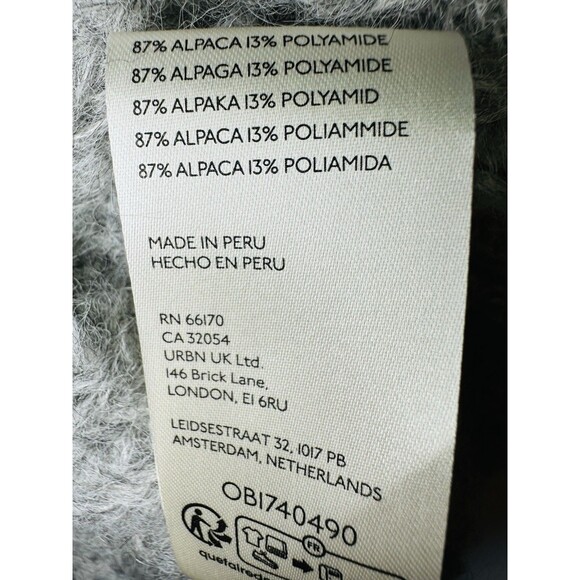 87% ALPACA 13% POLYAMIDE
87% ALPAGA 13% POLYAMIDE
87% ALPAKA 13% POLYAMID
87% ALPACA 13% POLIAMMIDE
87% ALPACA 13% POLIAMIDA
MADE IN PERU
HECHO EN PERU
RN 66170
CA 32054
URBN UK Ltd.
146 Brick Lane,
LONDON, E1 6RU
LEIDSESTRAAT 32, 1017 PB
AMSTERDAM, NETHERLANDS
OB1740490
FR